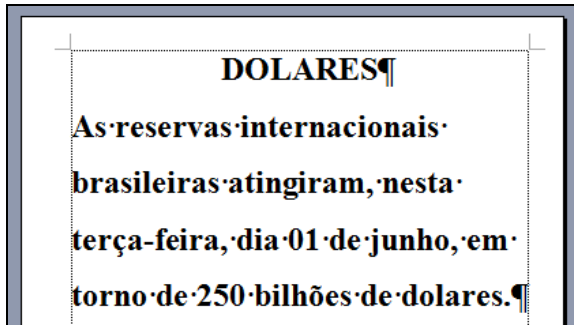 DOLARES¶
As·reservas·internacionais·
brasileiras·atingiram,·nesta·
terça-feira,·dia·01·de·junho,·em·
torno·de·250·bilhões·de·dolares.¶